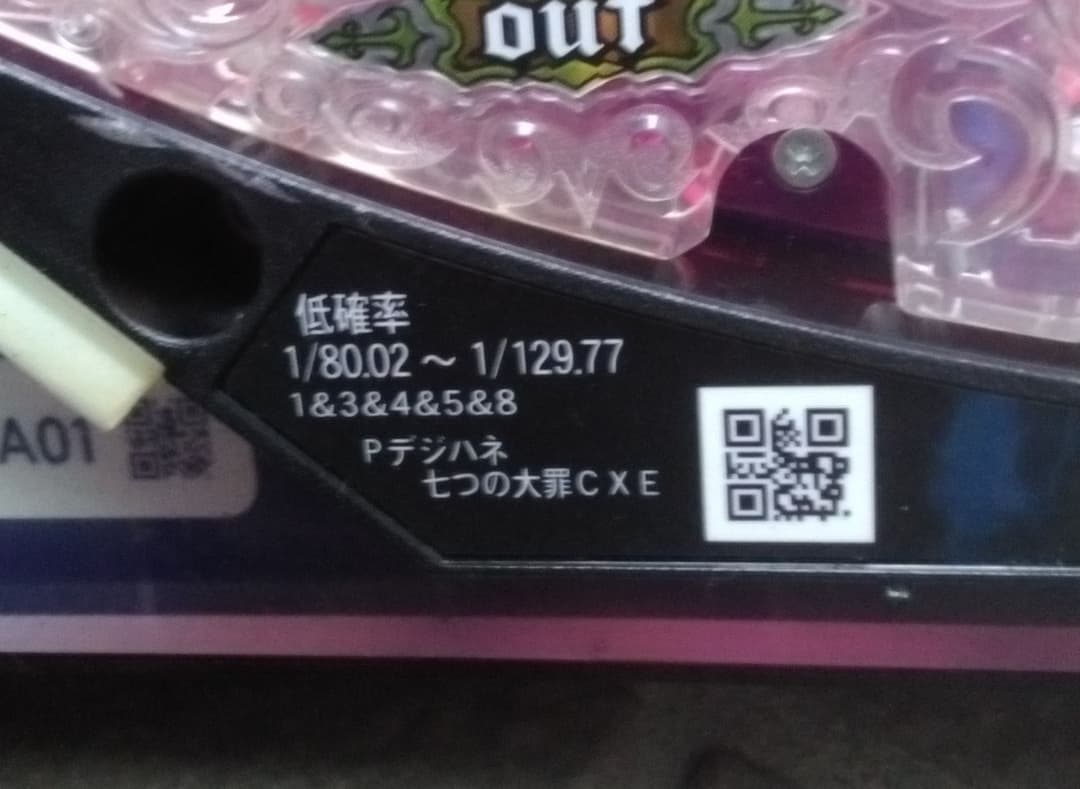 OUT
低確率
1/80.02 ～ 1/129.77
1&3&4&5&8
Pデジハネ
七つの大罪CXE
A01